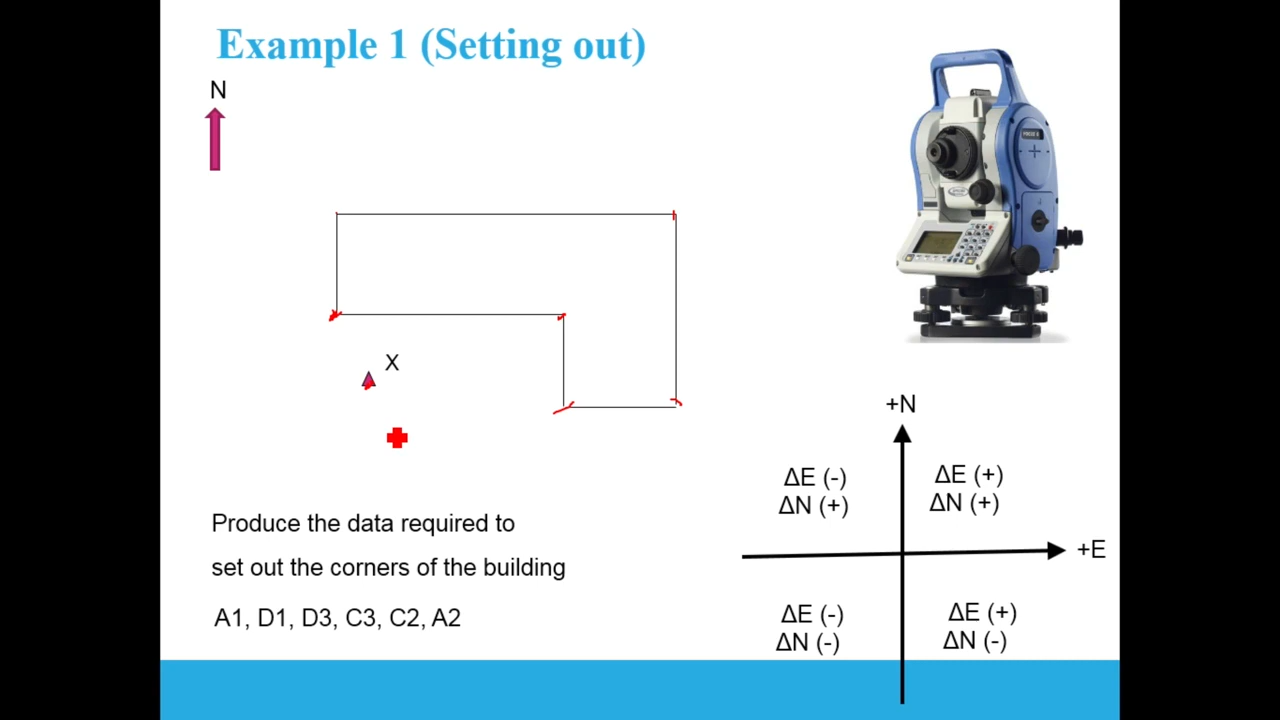 Example 1 (Setting out)
N
X
Produce the data required to
set out the corners of the building
A1, D1, D3, C3, C2, A2
+N
ΔE (-)
ΔN (+)
ΔE (+)
ΔN (+)
+E
ΔE (-)
ΔN (-)
ΔE (+)
ΔN (-)